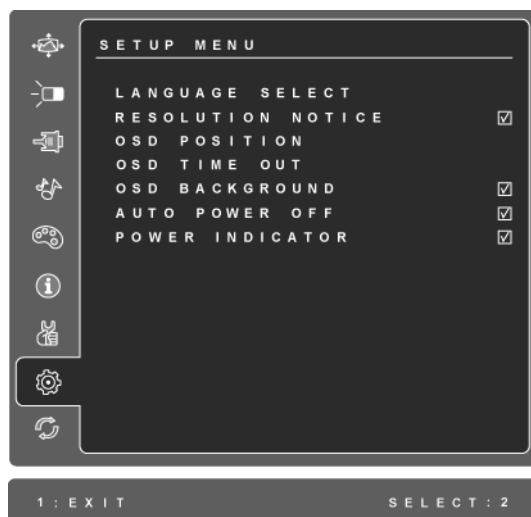 SETUP MENU
LANGUAGE SELECT
RESOLUTION NOTICE
OSD POSITION
OSD TIME OUT
OSD BACKGROUND
AUTO POWER OFF
POWER INDICATOR
1:EXIT SELECT:2